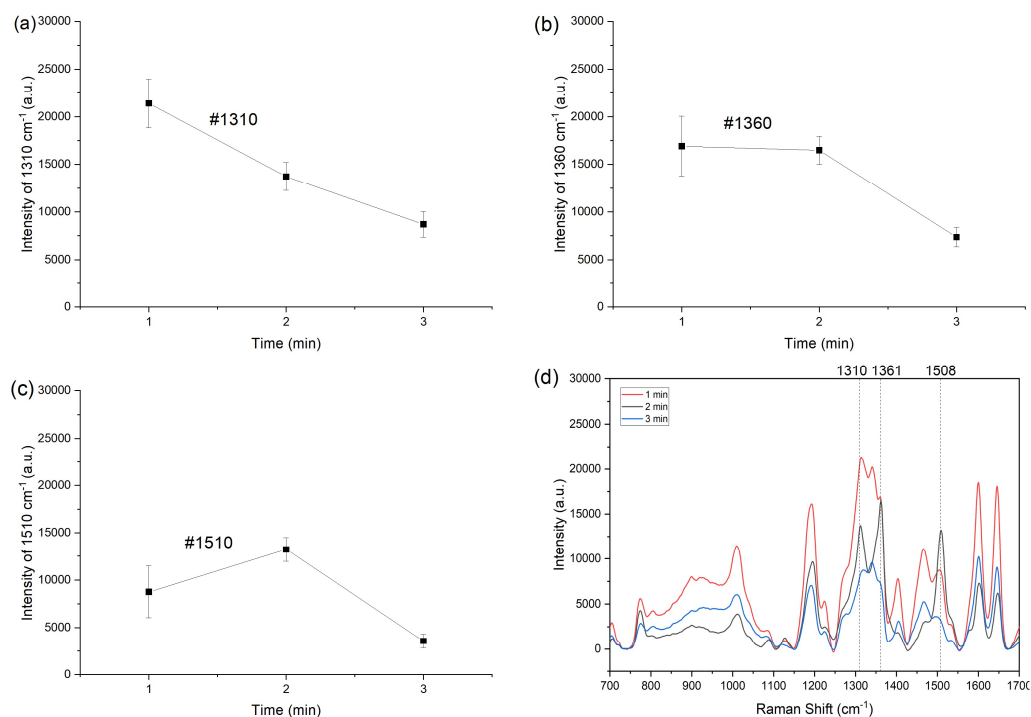 (a)
30000
25000
20000
15000
10000
5000
0
Intensity of 1310 cm⁻¹ (a.u.)
#1310
1 2 3
Time (min)
(b)
30000
25000
20000
15000
10000
5000
0
Intensity of 1360 cm⁻¹ (a.u.)
#1360
1 2 3
Time (min)
(c)
30000
25000
20000
15000
10000
5000
0
Intensity of 1510 cm⁻¹ (a.u.)
#1510
1 2 3
Time (min)
(d)
1310 1361 1508
30000
25000
20000
15000
10000
5000
0
Intensity (a.u.)
1 min
2 min
3 min
700 800 900 1000 1100 1200 1300 1400 1500 1600 1700
Raman Shift (cm⁻¹)